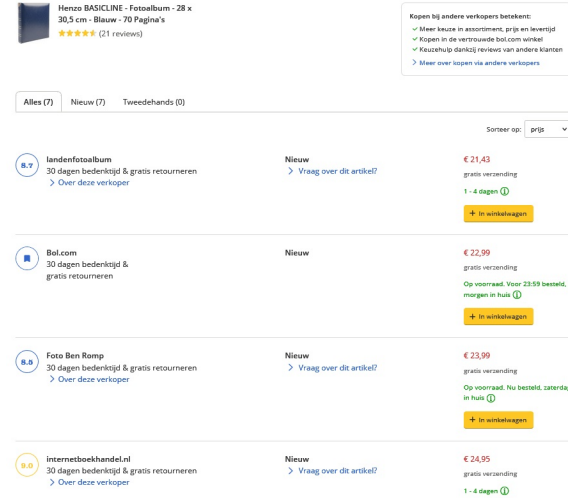 Henzo BASICLINE - Fotoalbum - 28 x
30,5 cm - Blauw - 70 Pagina's
(21 reviews)
Kopen bij andere verkopers betekent:
Meer keuze in assortiment, prijs en levertijd
Kopen in de vertrouwde bol.com winkel
Keuzehulp dankzij reviews van andere klanten
Meer over kopen via andere verkopers
Alles (7) Nieuw (7) Tweedehands (0)
Sorteer op: prijs
8.7
landenfotoalbum
30 dagen bedenktijd & gratis retourneren
Over deze verkoper
Nieuw
Vraag over dit artikel?
€ 21,43
gratis verzending
1 - 4 dagen
+ In winkelwagen
Bol.com
30 dagen bedenktijd &
gratis retourneren
Nieuw
€ 22,99
gratis verzending
Op voorraad. Voor 23:59 besteld,
morgen in huis
+ In winkelwagen
8.5
Foto Ben Romp
30 dagen bedenktijd & gratis retourneren
Over deze verkoper
Nieuw
Vraag over dit artikel?
€ 23,99
gratis verzending
Op voorraad. Nu besteld, zaterdag
in huis
+ In winkelwagen
9.0
internetboekhandel.nl
30 dagen bedenktijd & gratis retourneren
Over deze verkoper
Nieuw
Vraag over dit artikel?
€ 24,95
gratis verzending
1 - 4 dagen